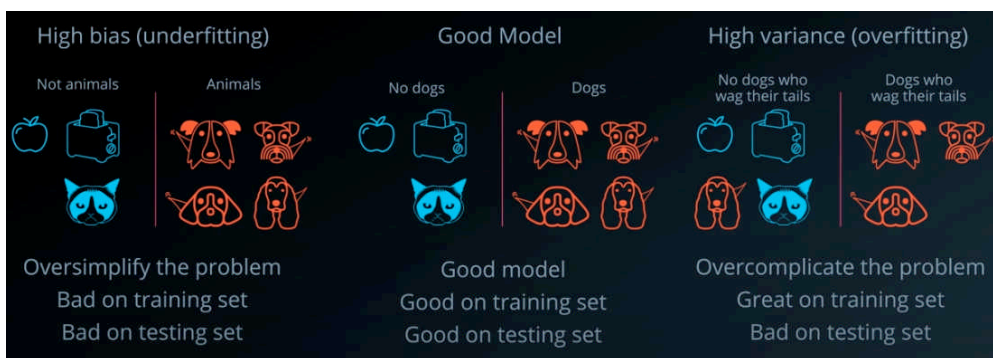 High bias (underfitting)
Not animals
Animals
Oversimplify the problem
Bad on training set
Bad on testing set
Good Model
No dogs
Dogs
Good model
Good on training set
Good on testing set
High variance (overfitting)
No dogs who
wag their tails
Dogs who
wag their tails
Overcomplicate the problem
Great on training set
Bad on testing set